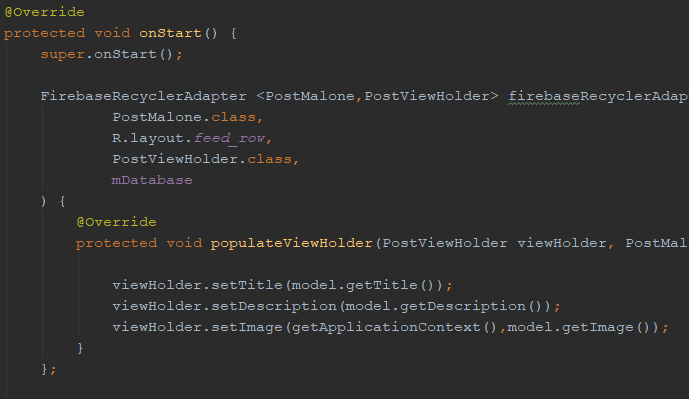 @Override
protected void onStart() {
super.onStart();
FirebaseRecyclerAdapter <PostMalone,PostViewHolder> firebaseRecyclerAdap
PostMalone.class,
R.layout.feed_row,
PostViewHolder.class,
mDatabase
) {
@Override
protected void populateViewHolder(PostViewHolder viewHolder, PostMal
viewHolder.setTitle(model.getTitle());
viewHolder.setDescription(model.getDescription());
viewHolder.setImage(getApplicationContext(),model.getImage());
}
};